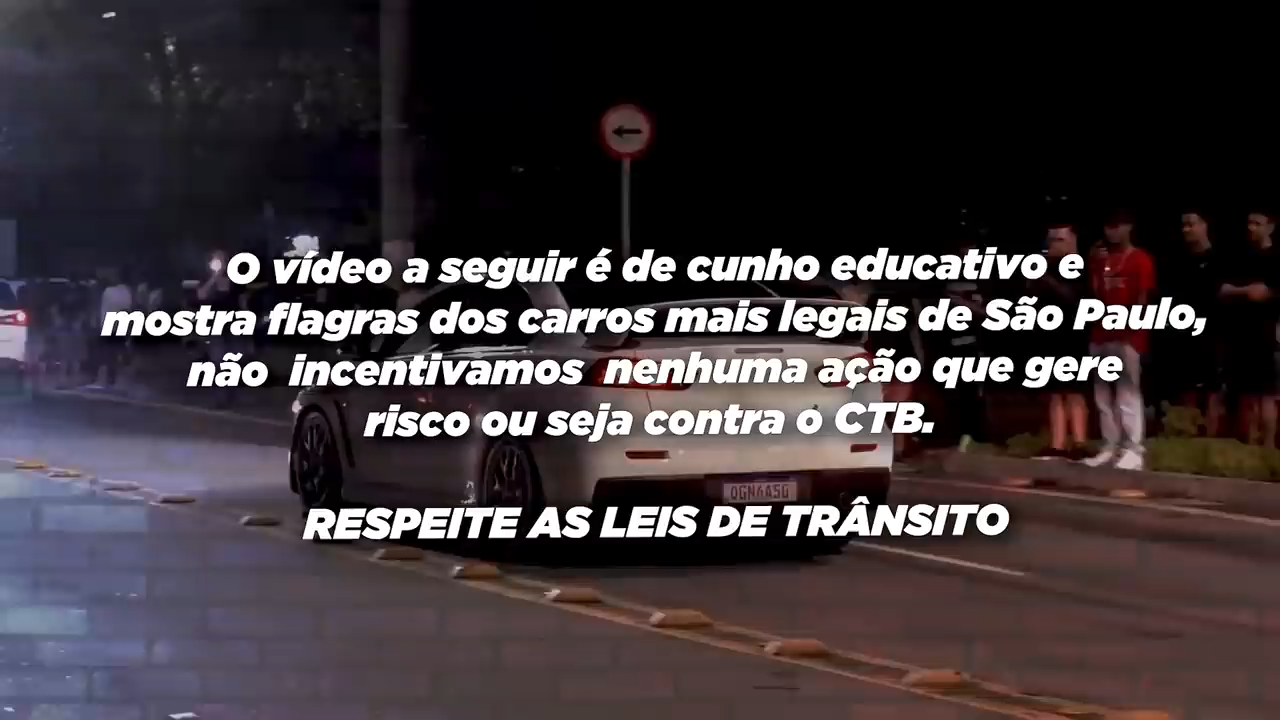 O vídeo a seguir é de cunho educativo e
mostra flagras dos carros mais legais de São Paulo,
não incentivamos nenhuma ação que gere
risco ou seja contra o CTB.
RESPEITE AS LEIS DE TRÂNSITO